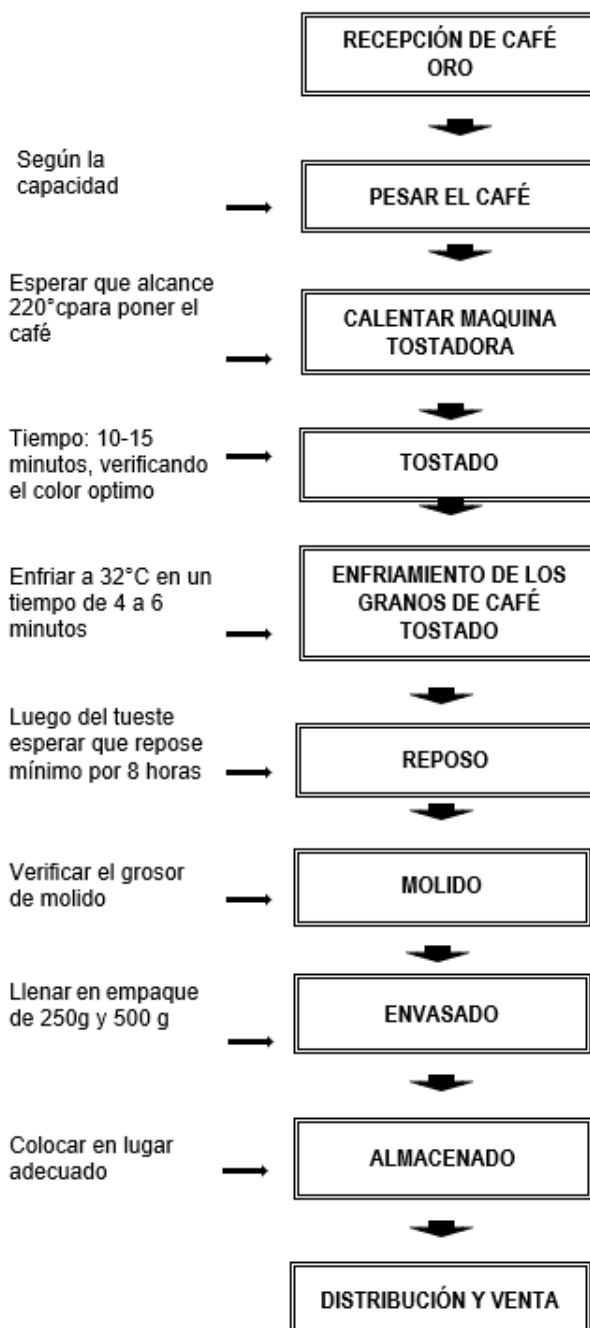 RECEPCIÓN DE CAFÉ
ORO
Según la
capacidad
PESAR EL CAFÉ
Esperar que alcance
220°cpara poner el
café
CALENTAR MAQUINA
TOSTADORA
Tiempo: 10-15
minutos, verificando
el color optimo
TOSTADO
Enfriar a 32°C en un
tiempo de 4 a 6
minutos
ENFRIAMIENTO DE LOS
GRANOS DE CAFÉ
TOSTADO
Luego del tueste
esperar que repose
mínimo por 8 horas
REPOSO
Verificar el grosor
de molido
MOLIDO
Llenar en empaque
de 250g y 500 g
ENVASADO
Colocar en lugar
adecuado
ALMACENADO
DISTRIBUCIÓN Y VENTA